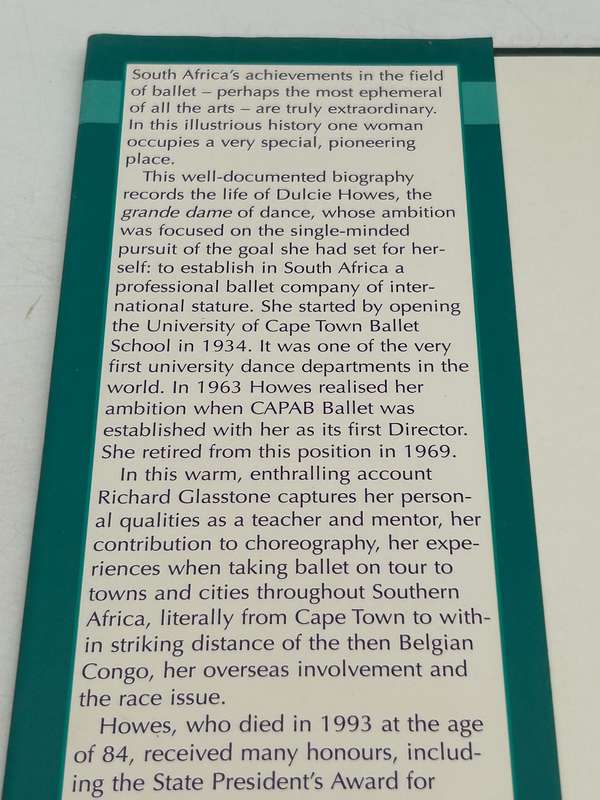 South Africa's achievements in the field
of ballet – perhaps the most ephemeral
of all the arts – are truly extraordinary.
In this illustrious history one woman
occupies a very special, pioneering
place.
This well-documented biography
records the life of Dulcie Howes, the
grande dame of dance, whose ambition
was focused on the single-minded
pursuit of the goal she had set for her-
self: to establish in South Africa a
professional ballet company of inter-
national stature. She started by opening
the University of Cape Town Ballet
School in 1934. It was one of the very
first university dance departments in the
world. In 1963 Howes realised her
ambition when CAPAB Ballet was
established with her as its first Director.
She retired from this position in 1969.
In this warm, enthralling account
Richard Glasstone captures her person-
al qualities as a teacher and mentor, her
contribution to choreography, her expe-
riences when taking ballet on tour to
towns and cities throughout Southern
Africa, literally from Cape Town to with-
in striking distance of the then Belgian
Congo, her overseas involvement and
the race issue.
Howes, who died in 1993 at the age
of 84, received many honours, includ-
ing the State President's Award for